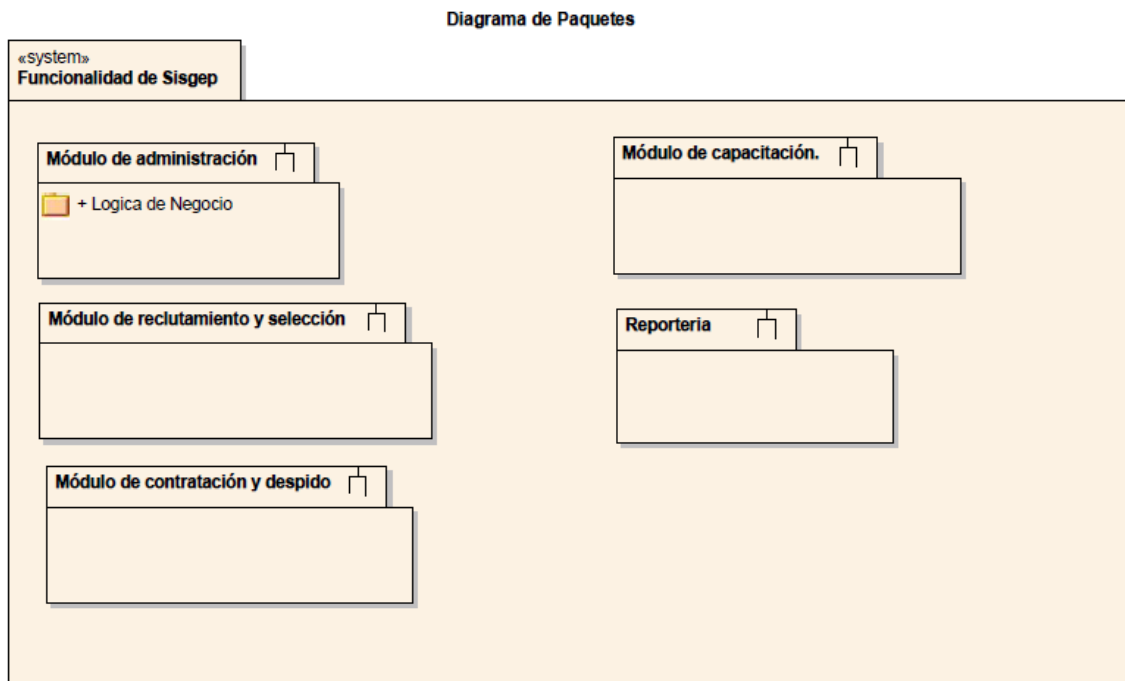 Diagrama de Paquetes
«system»
Funcionalidad de Sisgep
Módulo de administración
+ Logica de Negocio
Módulo de capacitación.
Módulo de reclutamiento y selección
Reporteria
Módulo de contratación y despido